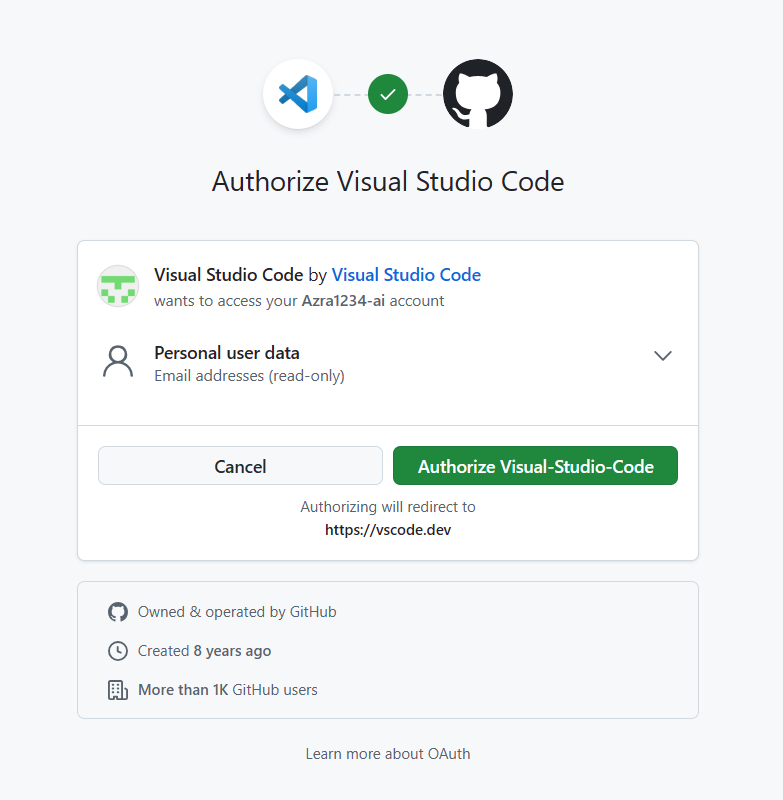 Authorize Visual Studio Code
Visual Studio Code by Visual Studio Code
wants to access your Azra1234-ai account
Personal user data
Email addresses (read-only)
Cancel
Authorize Visual-Studio-Code
Authorizing will redirect to
https://vscode.dev
Owned & operated by GitHub
Created 8 years ago
More than 1K GitHub users
Learn more about OAuth